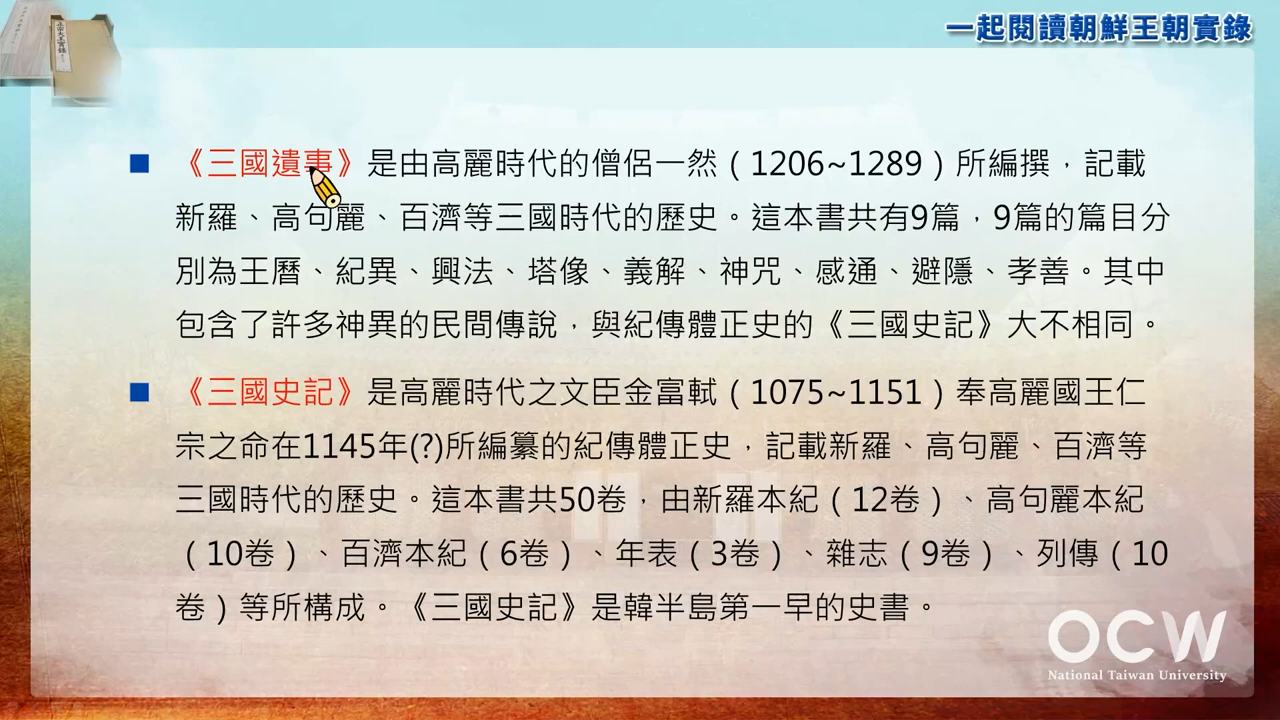 一起閱讀朝鮮王朝實錄
《三國遺事》是由高麗時代的僧侶一然（1206~1289）所編撰，記載
新羅、高句麗、百濟等三國時代的歷史。這本書共有9篇，9篇的篇目分
別為王曆、紀異、興法、塔像、義解、神咒、感通、避隱、孝善。其中
包含了許多神異的民間傳說，與紀傳體正史的《三國史記》大不相同。
《三國史記》是高麗時代之文臣金富軾（1075~1151）奉高麗國王仁
宗之命在1145年(?)所編纂的紀傳體正史，記載新羅、高句麗、百濟等
三國時代的歷史。這本書共50卷，由新羅本紀（12卷）、高句麗本紀
（10卷）、百濟本紀（6卷）、年表（3卷）、雜志（9卷）、列傳（10
卷）等所構成。《三國史記》是韓半島第一早的史書。
OCW
National Taiwan University